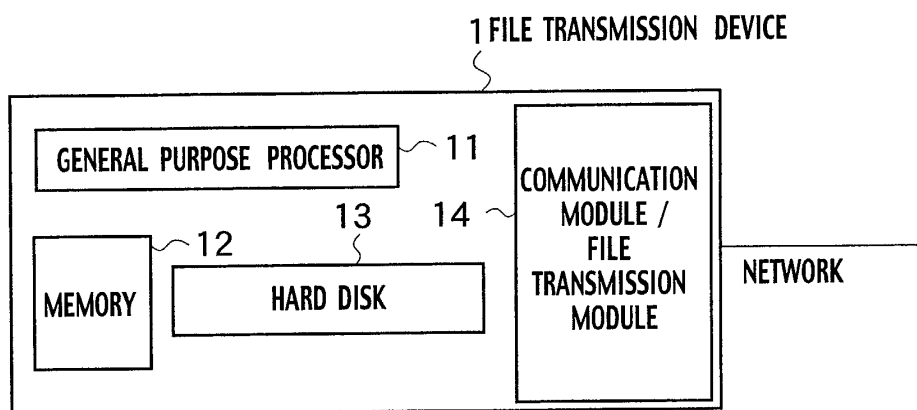 1 FILE TRANSMISSION DEVICE
GENERAL PURPOSE PROCESSOR
11
12
MEMORY
13
HARD DISK
14
COMMUNICATION
MODULE /
FILE
TRANSMISSION
MODULE
NETWORK